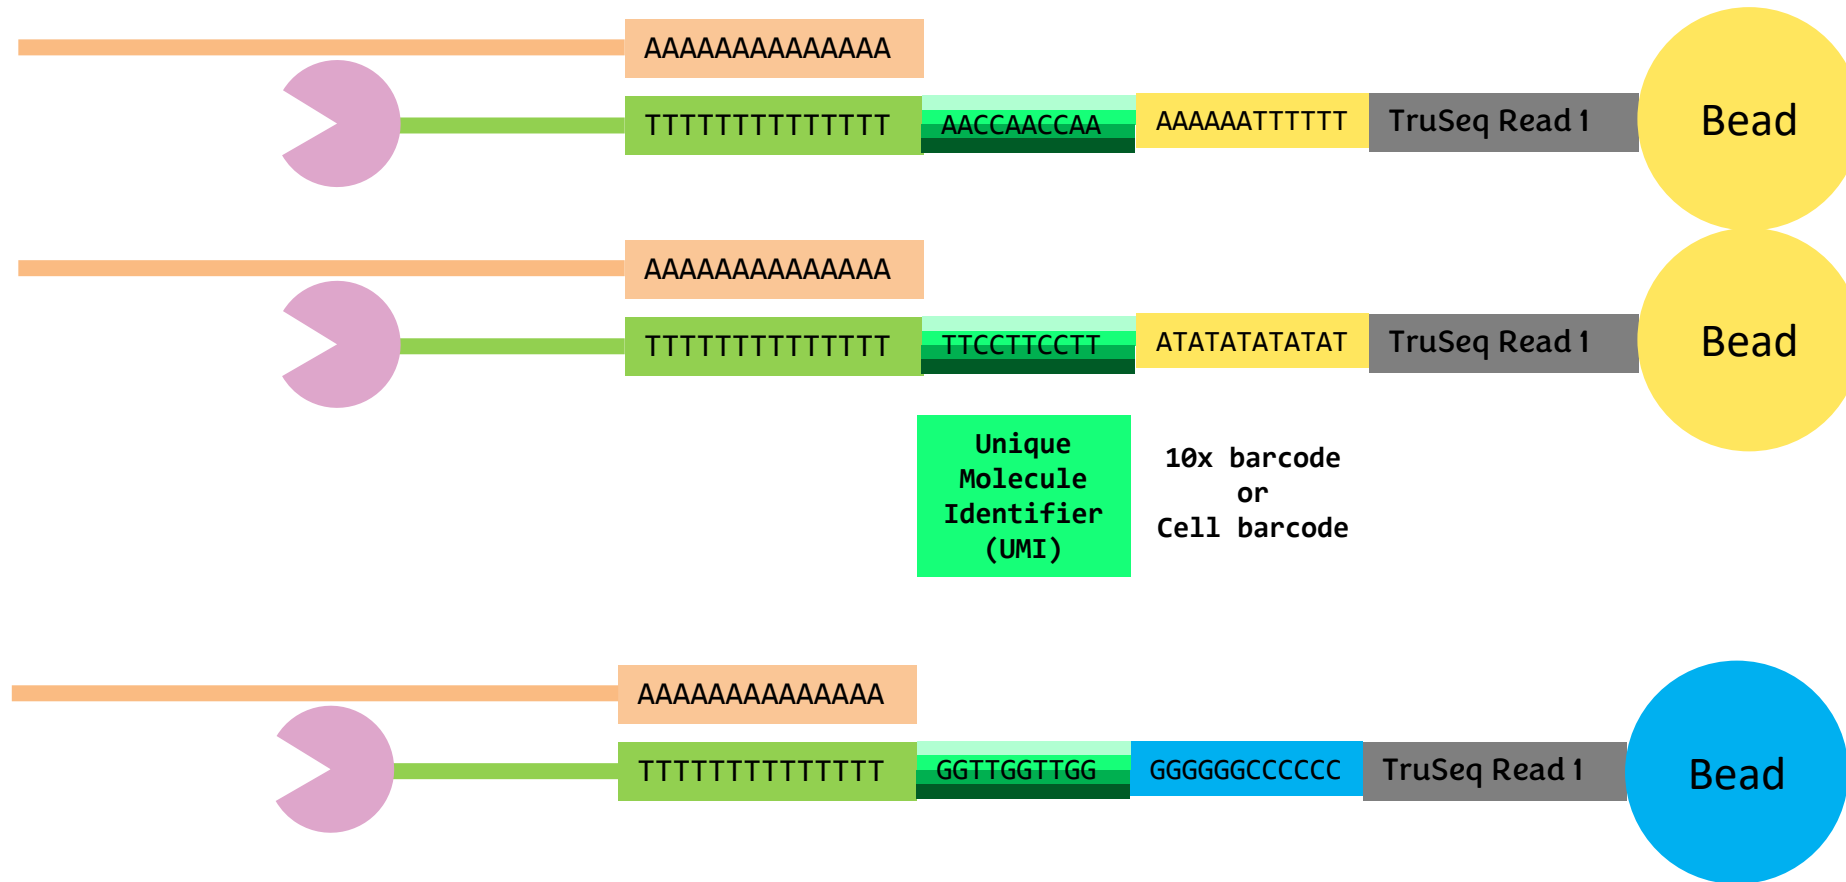 AAAAAAAAAAAAAA
TTTTTTTTTTTTTT AACCAACCAA AAAAAATTTTTT TruSeq Read 1 Bead
AAAAAAAAAAAAAA
TTTTTTTTTTTTTT TTCCTTCCTT ATATATATATAT TruSeq Read 1 Bead
Unique
Molecule
Identifier
(UMI)
10x barcode
or
Cell barcode
AAAAAAAAAAAAAA
TTTTTTTTTTTTTT GGTTGGTTGG GGGGGGCCCCCC TruSeq Read 1 Bead